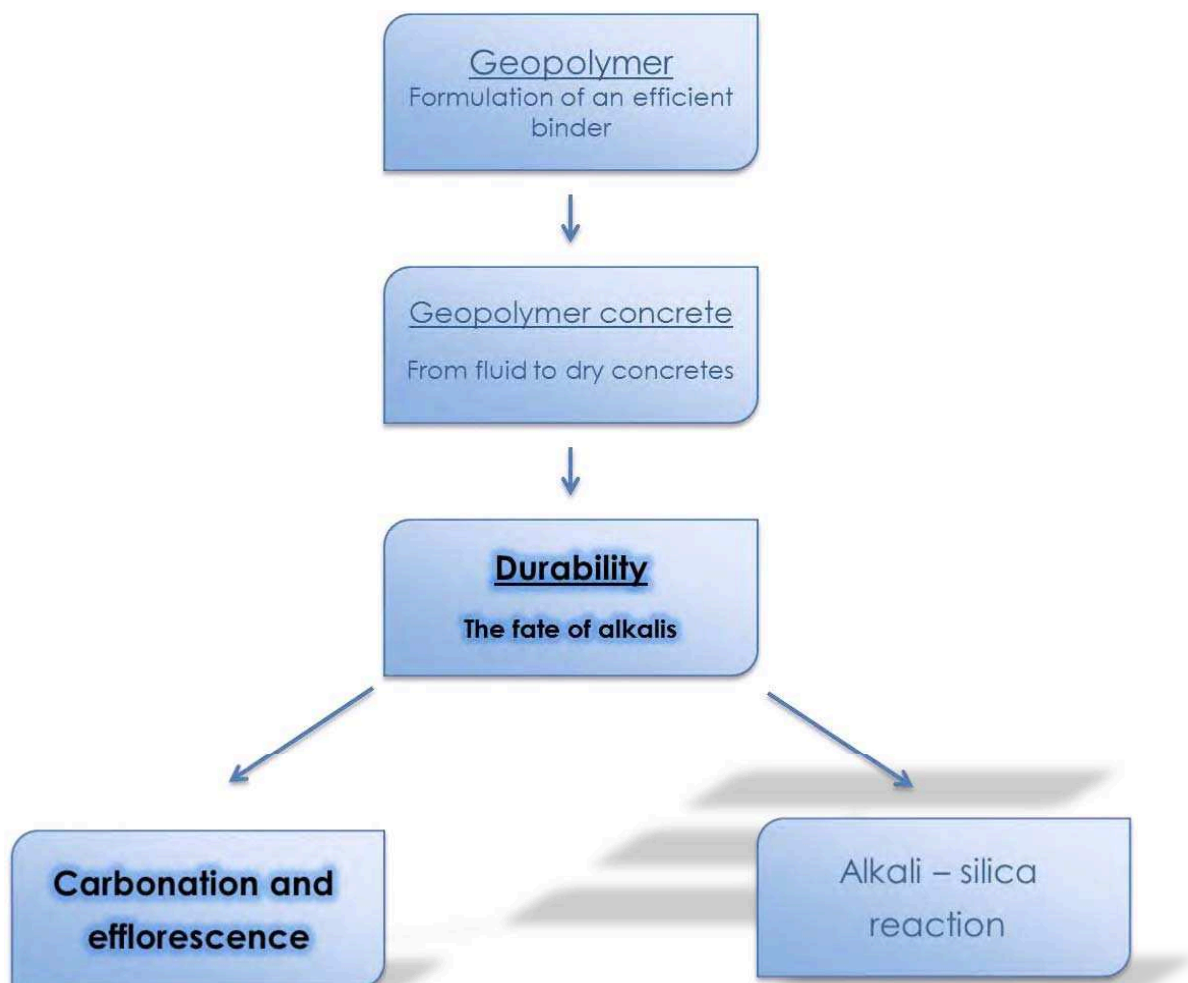 Geopolymer
Formulation of an efficient
binder
Geopolymer concrete
From fluid to dry concretes
Durability
The fate of alkalis
Carbonation and
efflorescence
Alkali – silica
reaction